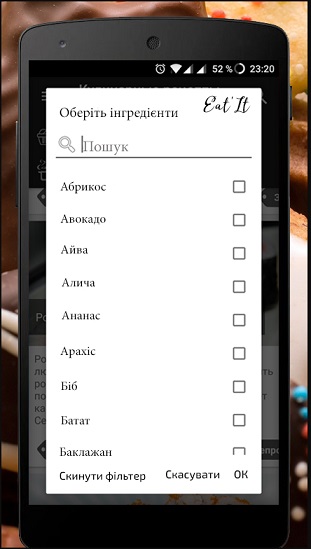 52 % 23:20
Оберіть інгредієнти
Eat'It
Пошук
Абрикос
Авокадо
Айва
Алича
Ананас
Арахіс
Біб
Батат
Баклажан
Скинути фільтер Скасувати OK